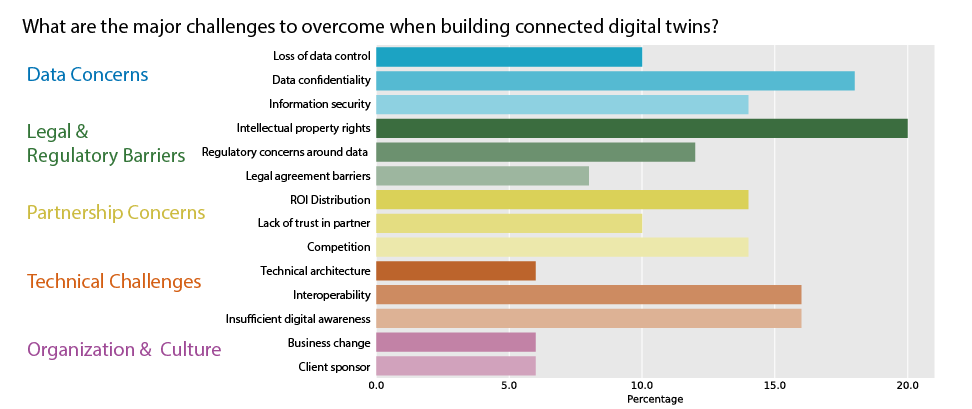 What are the major challenges to overcome when building connected digital twins?
Data Concerns
Loss of data control
Data confidentiality
Information security
Legal &
Regulatory Barriers
Intellectual property rights
Regulatory concerns around data
Legal agreement barriers
Partnership Concerns
ROI Distribution
Lack of trust in partner
Competition
Technical Challenges
Technical architecture
Interoperability
Insufficient digital awareness
Organization & Culture
Business change
Client sponsor
0.0 5.0 10.0 15.0 20.0
Percentage